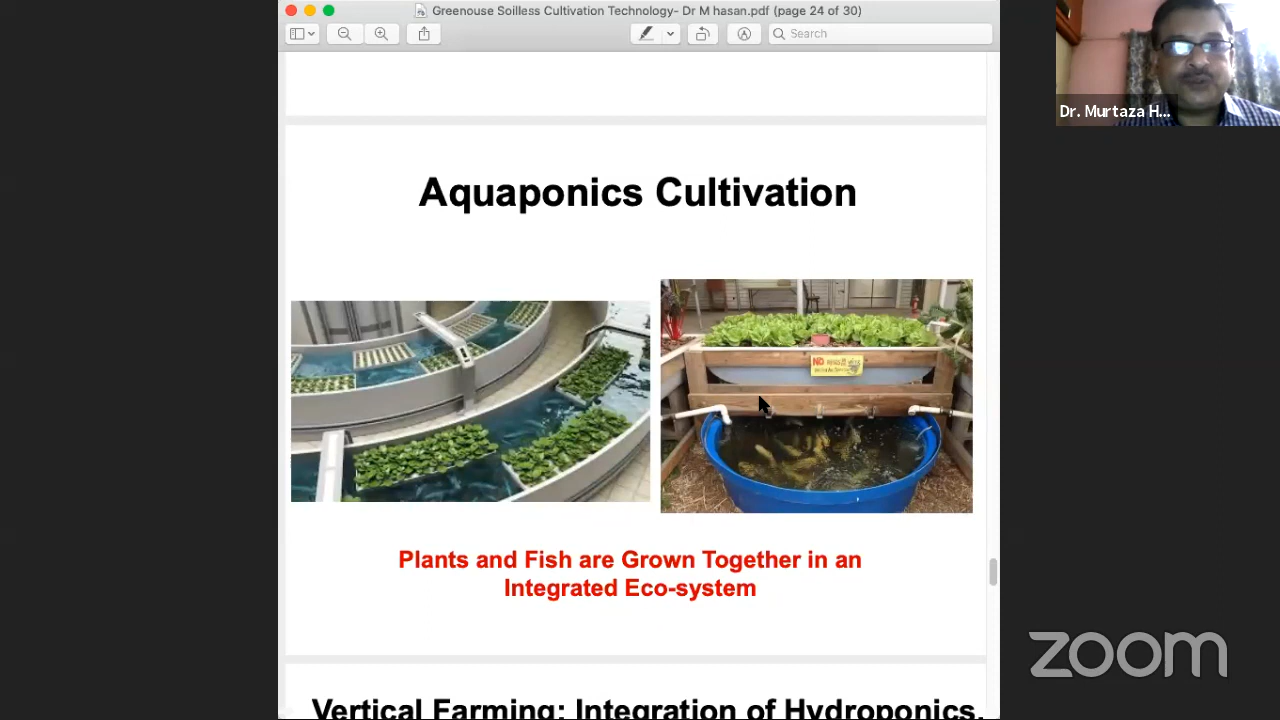 Greenouse Soilless Cultivation Technology- Dr M hasan.pdf (page 24 of 30)
Search
Dr. Murtaza H...
Aquaponics Cultivation
NO
Plants and Fish are Grown Together in an
Integrated Eco-system
zoom
Vertical Farming: Integration of Hydroponics,